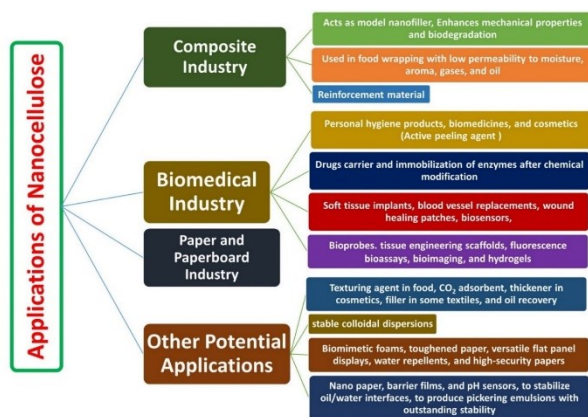 Applications of Nanocellulose
Composite
Industry
Acts as model nanofiller, Enhances mechanical properties
and biodegradation
Used in food wrapping with low permeability to moisture,
aroma, gases, and oil
Reinforcement material
Biomedical
Industry
Personal hygiene products, biomedicines, and cosmetics
(Active peeling agent )
Drugs carrier and immobilization of enzymes after chemical
modification
Soft tissue implants, blood vessel replacements, wound
healing patches, biosensors,
Bioprobes. tissue engineering scaffolds, fluorescence
bioassays, bioimaging, and hydrogels
Paper and
Paperboard
Industry
Other Potential
Applications
Texturing agent in food, CO₂ adsorbent, thickener in
cosmetics, filler in some textiles, and oil recovery
stable colloidal dispersions
Biomimetic foams, toughened paper, versatile flat panel
displays, water repellents, and high-security papers
Nano paper, barrier films, and pH sensors, to stabilize
oil/water interfaces, to produce pickering emulsions with
outstanding stability